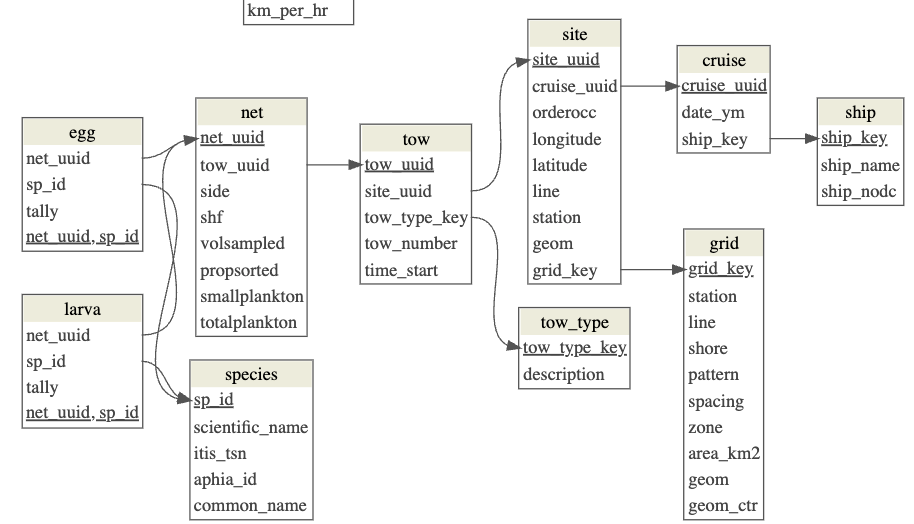 km_per_hr
egg
net_uuid
sp_id
tally
net_uuid, sp_id
larva
net_uuid
sp_id
tally
net_uuid, sp_id
net
net_uuid
tow_uuid
side
shf
volsampled
propsorted
smallplankton
totalplankton
species
sp_id
scientific_name
itis_tsn
aphia_id
common_name
tow
tow_uuid
site_uuid
tow_type_key
tow_number
time_start
site
site_uuid
cruise_uuid
orderocc
longitude
latitude
line
station
geom
grid_key
tow_type
tow_type_key
description
cruise
cruise_uuid
date_ym
ship_key
ship
ship_key
ship_name
ship_nodc
grid
grid_key
station
line
shore
pattern
spacing
zone
area_km2
geom
geom_ctr